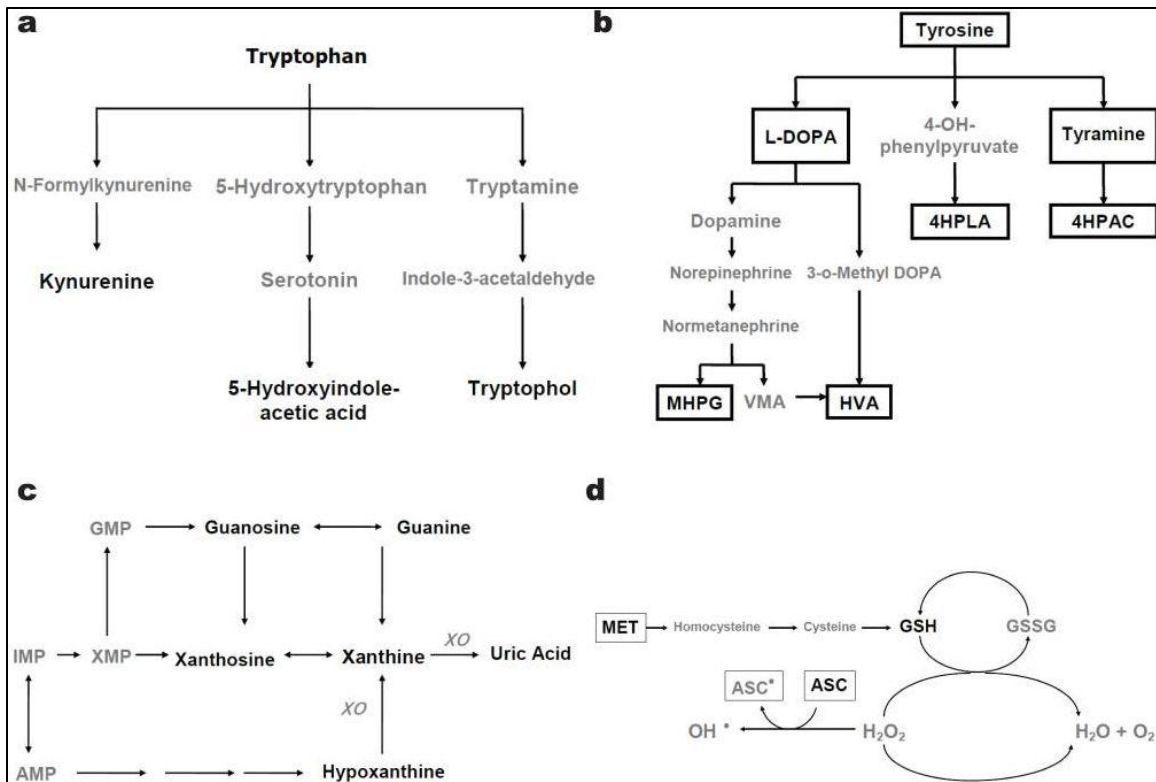 a
Tryptophan
N-Formylkynurenine 5-Hydroxytryptophan Tryptamine
Kynurenine Serotonin Indole-3-acetaldehyde
5-Hydroxyindole-
acetic acid
Tryptophol
b
Tyrosine
L-DOPA
4-OH-
phenylpyruvate
Tyramine
Dopamine
4HPLA 4HPAC
Norepinephrine 3-o-Methyl DOPA
Normetanephrine
MHPG VMA HVA
c
GMP Guanosine Guanine
IMP XMP Xanthosine Xanthine XO Uric Acid
XO
AMP Hypoxanthine
d
MET Homocysteine Cysteine GSH GSSG
ASC• ASC
OH • H₂O₂ H₂O + O₂